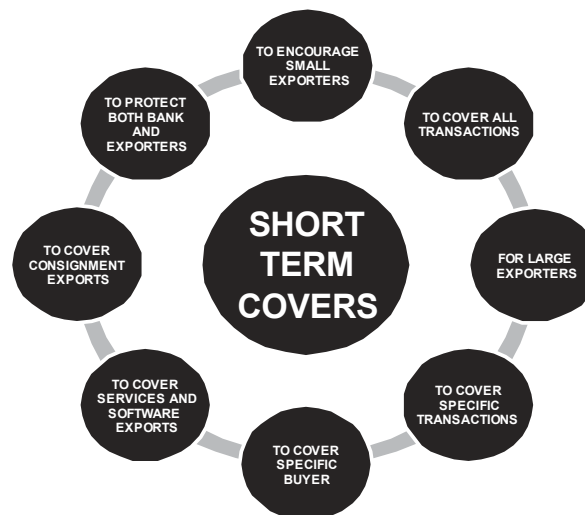 TO ENCOURAGE
SMALL
EXPORTERS
TO COVER ALL
TRANSACTIONS
FOR LARGE
EXPORTERS
TO COVER
SPECIFIC
TRANSACTIONS
TO COVER
SPECIFIC
BUYER
TO COVER
SERVICES AND
SOFTWARE
EXPORTS
TO COVER
CONSIGNMENT
EXPORTS
TO PROTECT
BOTH BANK
AND
EXPORTERS
SHORT
TERM
COVERS